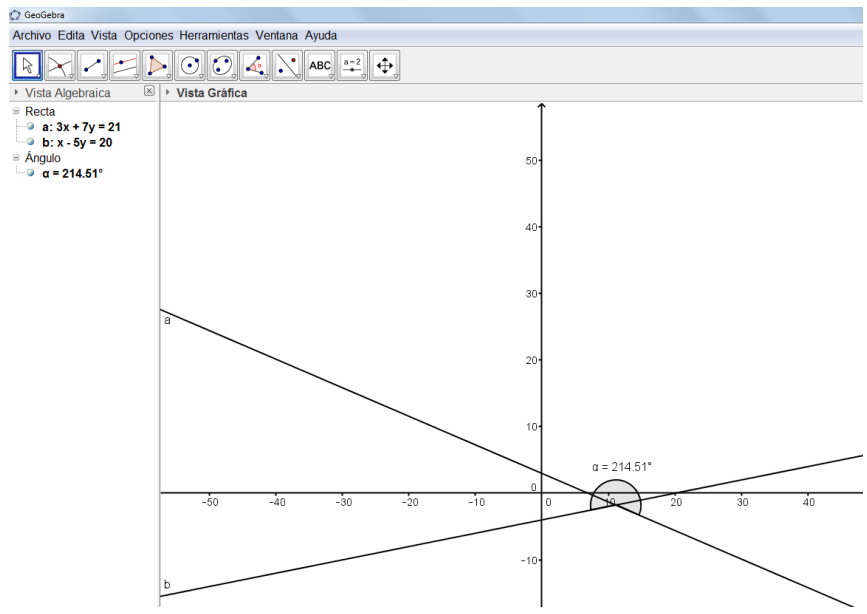 GeoGebra
Archivo Edita Vista Opciones Herramientas Ventana Ayuda
ABC
a=2
Vista Algebraica
Vista Gráfica
Recta
a: 3x + 7y = 21
b: x - 5y = 20
Ángulo
α = 214.51°
50
40
30
20
10
0
-10
a
α = 214.51°
-50 -40 -30 -20 -10 0 10 20 30 40
b